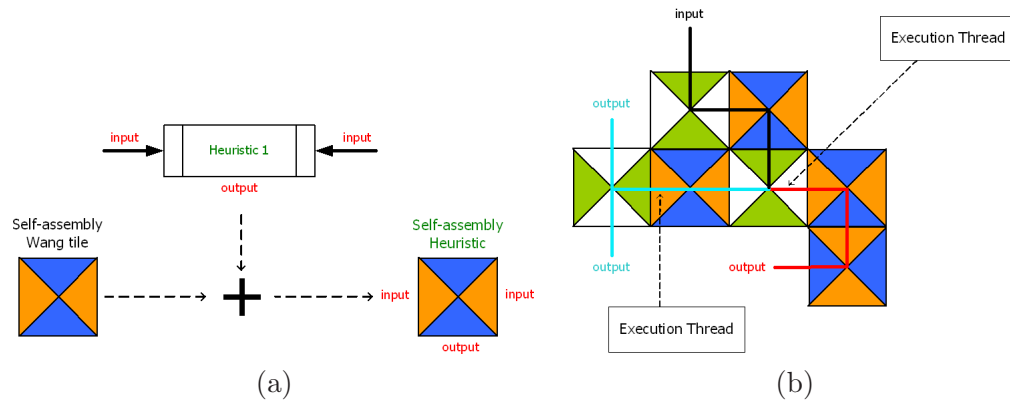 input
input
Heuristic 1
output
Self-assembly
Wang tile
Self-assembly
Heuristic
input
input
output
(a)
input
Execution Thread
output
output
output
Execution Thread
(b)